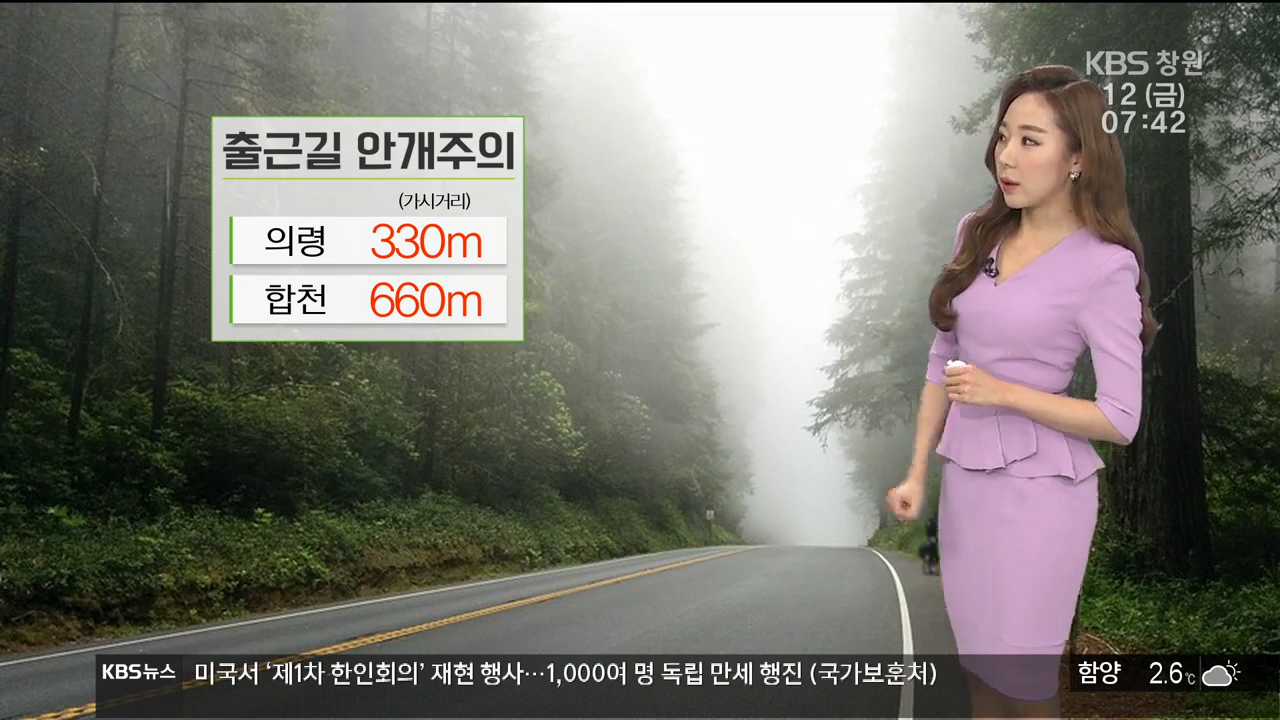 KBS 창원
12 (금)
07:42
출근길 안개주의
(가시거리)
의령 330m
합천 660m
KBS뉴스 미국서 ‘제1차 한인회의’ 재현 행사…1,000여 명 독립 만세 행진 (국가보훈처) 함양 2.6℃